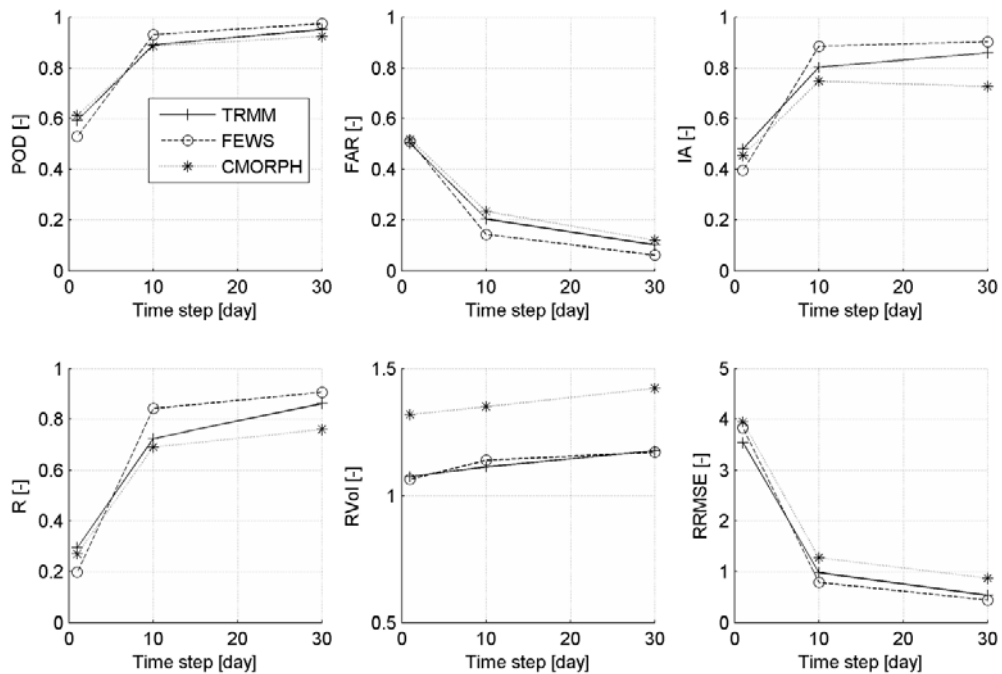 POD [-]
1
0.8
0.6
0.4
0.2
0
0 10 20 30
Time step [day]
TRMM
FEWS
CMORPH
FAR [-]
1
0.8
0.6
0.4
0.2
0
0 10 20 30
Time step [day]
IA [-]
1
0.8
0.6
0.4
0.2
0
0 10 20 30
Time step [day]
R [-]
1
0.8
0.6
0.4
0.2
0
0 10 20 30
Time step [day]
RVol [-]
1.5
1
0.5
0 10 20 30
Time step [day]
RRMSE [-]
5
4
3
2
1
0
0 10 20 30
Time step [day]